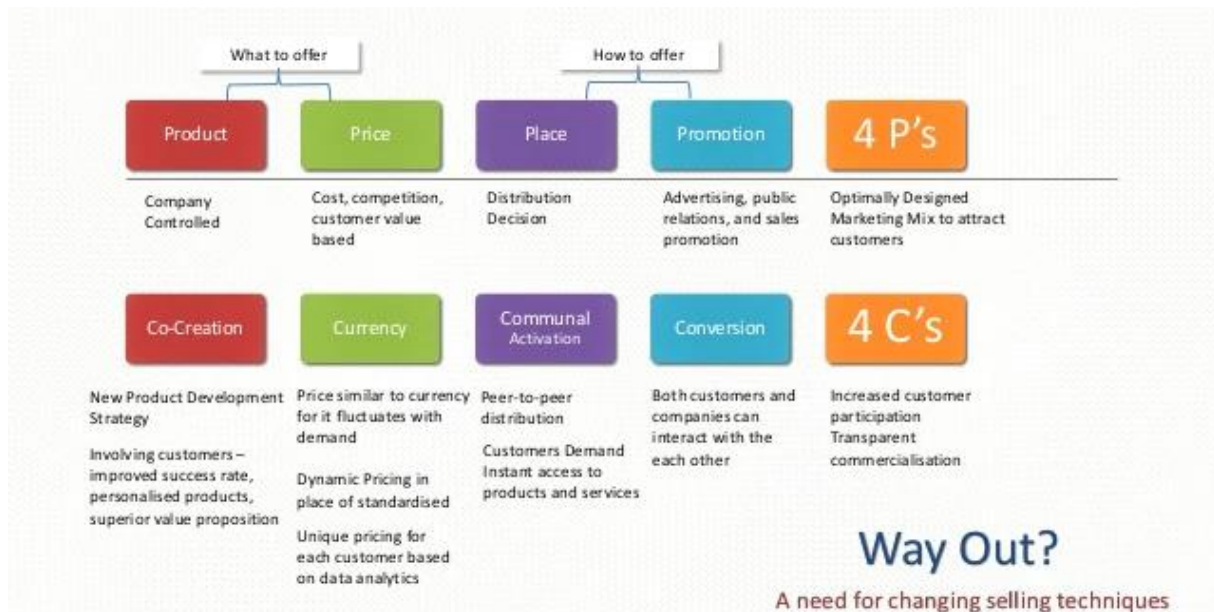 What to offer
How to offer
Product
Price
Place
Promotion
4 P's
Company
Controlled
Cost, competition,
customer value
based
Distribution
Decision
Advertising, public
relations, and sales
promotion
Optimally Designed
Marketing Mix to attract
customers
Co-Creation
Currency
Communal
Activation
Conversion
4 C's
New Product Development
Strategy
Involving customers –
improved success rate,
personalised products,
superior value proposition
Price similar to currency
for it fluctuates with
demand
Dynamic Pricing in
place of standardised
Unique pricing for
each customer based
on data analytics
Peer-to-peer
distribution
Customers Demand
Instant access to
products and services
Both customers and
companies can
interact with the
each other
Increased customer
participation
Transparent
commercialisation
Way Out?
A need for changing selling techniques